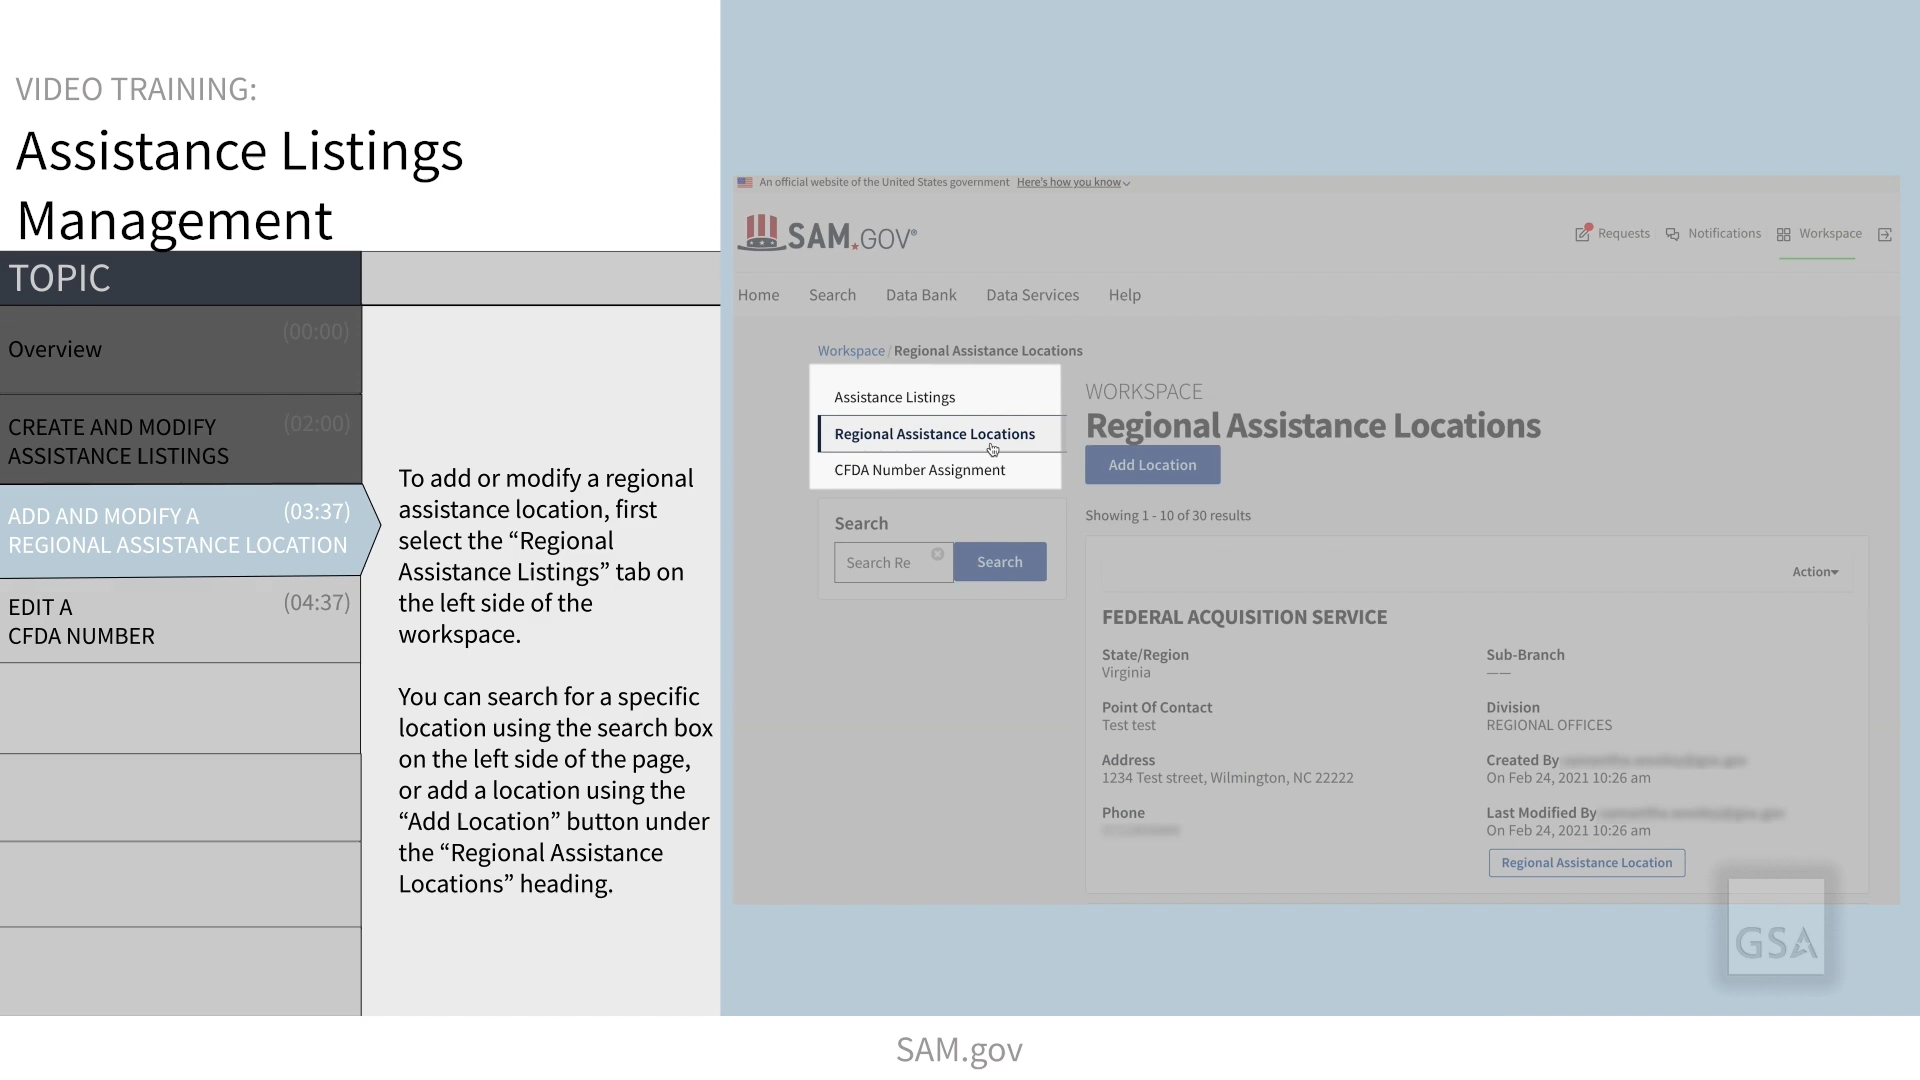 VIDEO TRAINING:
Assistance Listings
Management
TOPIC
Overview
(00:00)
CREATE AND MODIFY
ASSISTANCE LISTINGS
(02:00)
ADD AND MODIFY A
REGIONAL ASSISTANCE LOCATION
(03:37)
EDIT A
CFDA NUMBER
(04:37)
To add or modify a regional
assistance location, first
select the “Regional
Assistance Listings” tab on
the left side of the
workspace.
You can search for a specific
location using the search box
on the left side of the page,
or add a location using the
“Add Location” button under
the “Regional Assistance
Locations” heading.
An official website of the United States government Here's how you know
SAM.GOV®
Requests
Notifications
Workspace
Home
Search
Data Bank
Data Services
Help
Workspace / Regional Assistance Locations
Assistance Listings
Regional Assistance Locations
CFDA Number Assignment
Search
Search Re
Search
WORKSPACE
Regional Assistance Locations
Add Location
Showing 1 - 10 of 30 results
Action
FEDERAL ACQUISITION SERVICE
State/Region
Virginia
Point Of Contact
Test test
Address
1234 Test street, Wilmington, NC 22222
Phone
Sub-Branch
——
Division
REGIONAL OFFICES
Created By
On Feb 24, 2021 10:26 am
Last Modified By
On Feb 24, 2021 10:26 am
Regional Assistance Location
GSA
SAM.gov